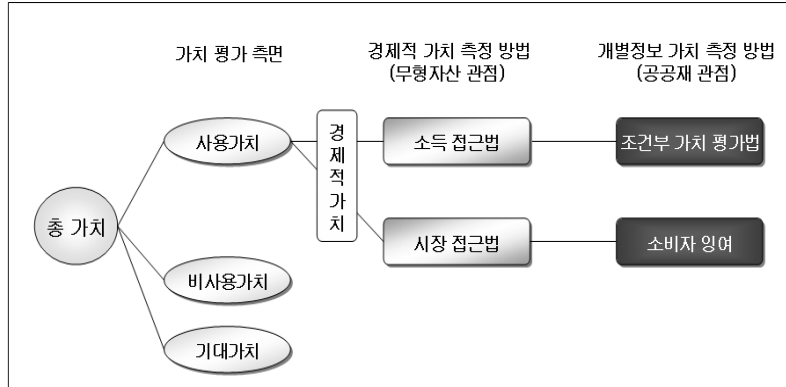 가치 평가 측면
경제적 가치 측정 방법
(무형자산 관점)
개별정보 가치 측정 방법
(공공재 관점)
사용가치
경제적가치
소득 접근법
조건부 가치 평가법
총 가치
시장 접근법
소비자 잉여
비사용가치
기대가치